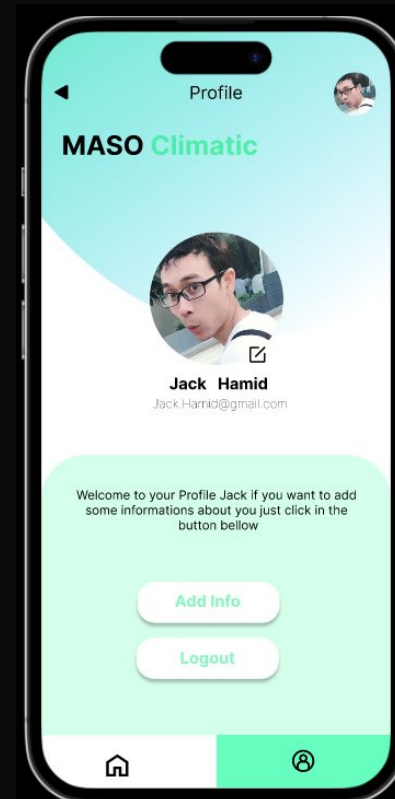 Profile
MASO Climatic
Jack Hamid
Jack.Hamid@gmail.com
Welcome to your Profile Jack if you want to add
some informations about you just click in the
button bellow
Add Info
Logout